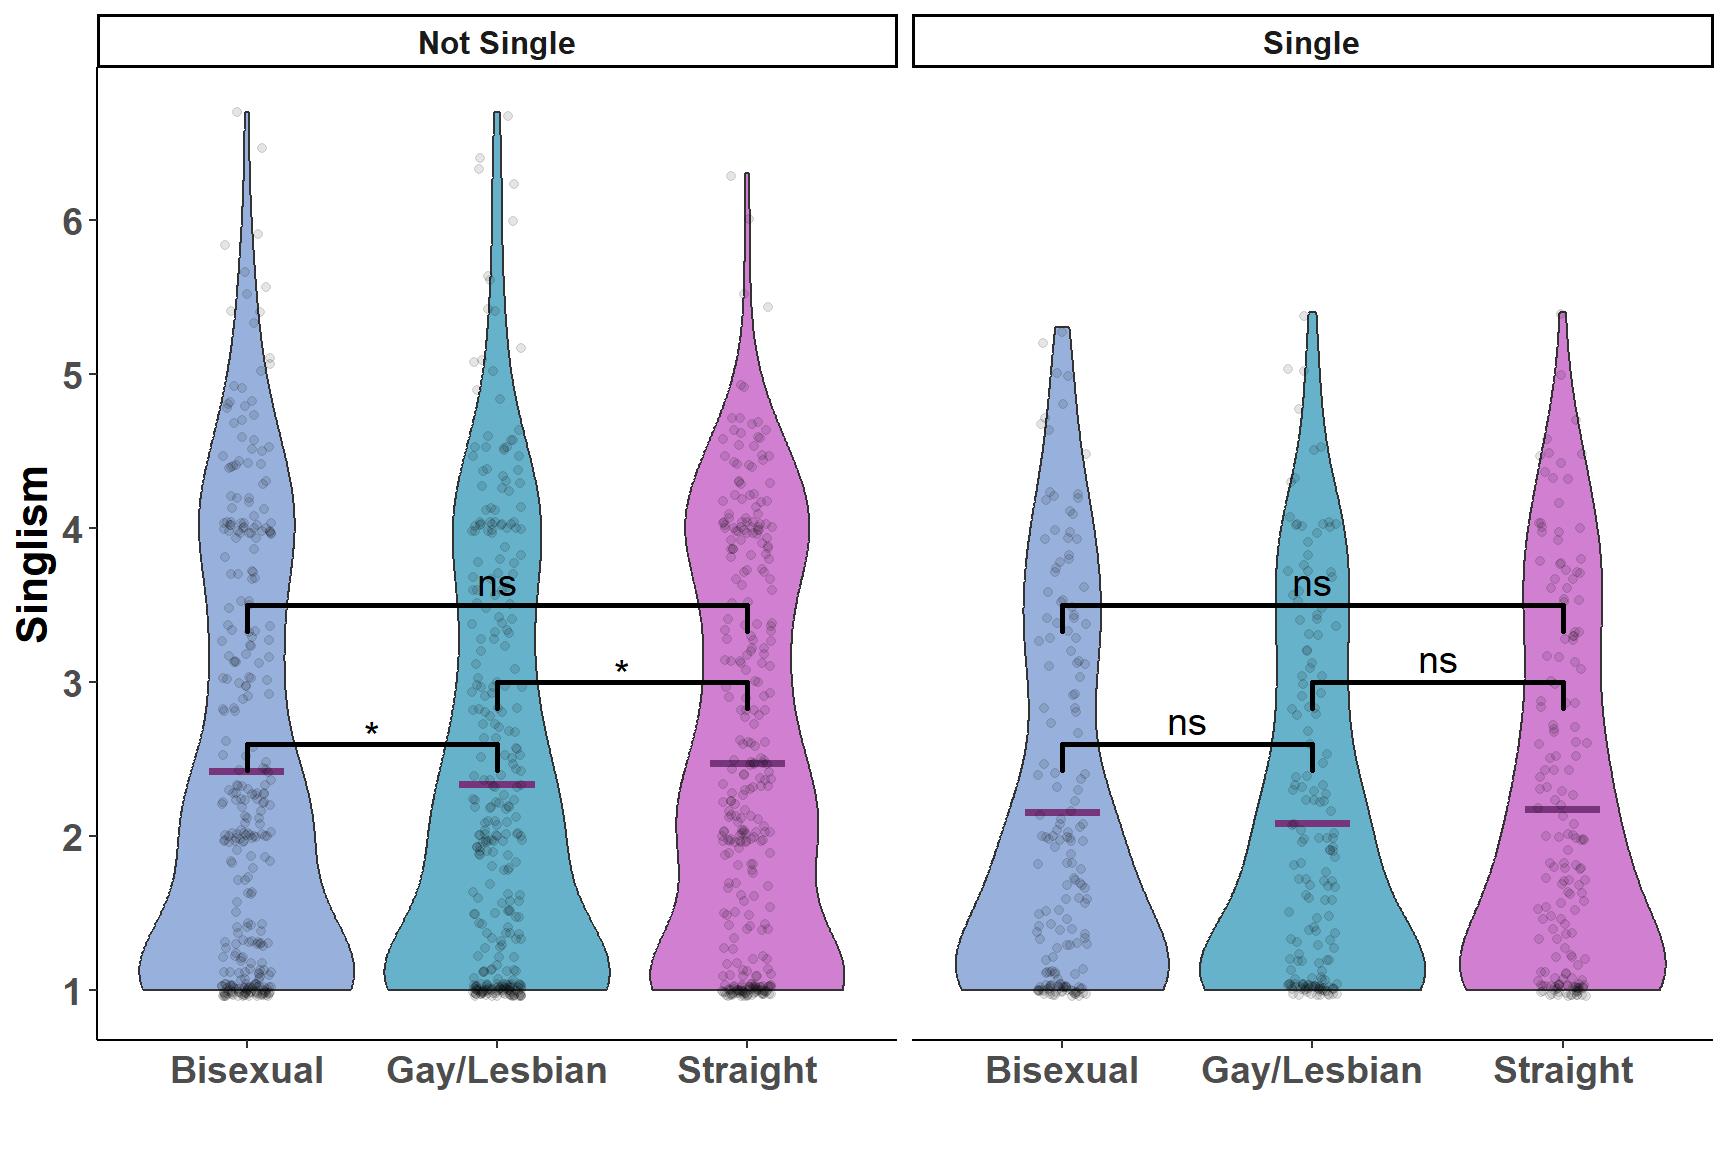 Not Single
Single
Singlism
6
5
4
3
2
1
ns
*
*
ns
ns
ns
Bisexual Gay/Lesbian Straight
Bisexual Gay/Lesbian Straight